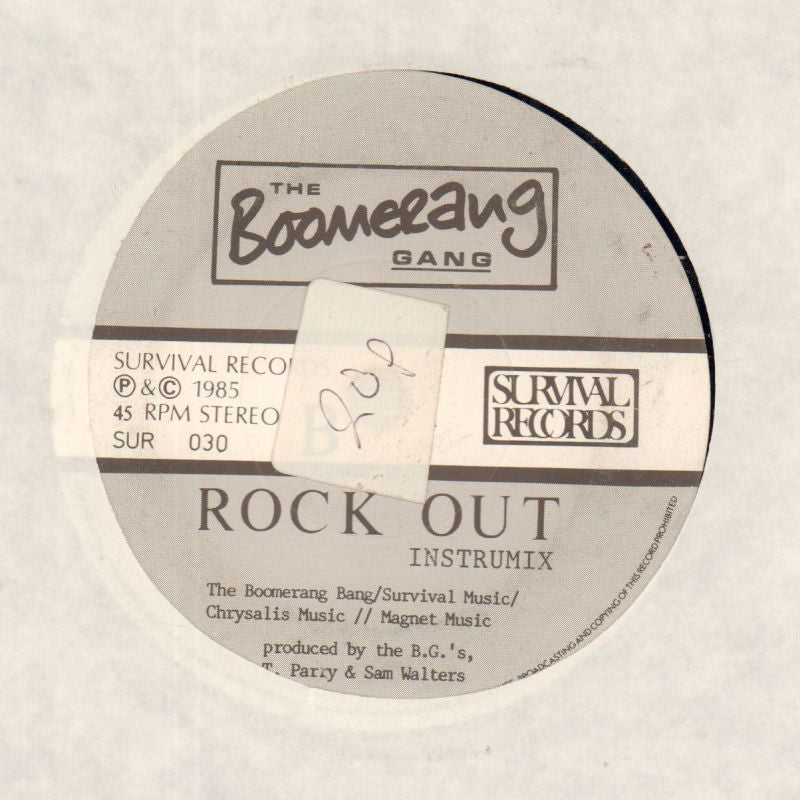 THE
Boomerang
GANG
SURVIVAL RECORDS
Ⓟ & © 1985
45 RPM STEREO
SUR 030
B
SURVIVAL
RECORDS
ROCK OUT
INSTRUMIX
The Boomerang Bang/Survival Music/
Chrysalis Music // Magnet Music
produced by the B.G.'s,
T. Parry & Sam Walters
BROADCASTING AND COPYING OF THIS RECORD PROHIBITED